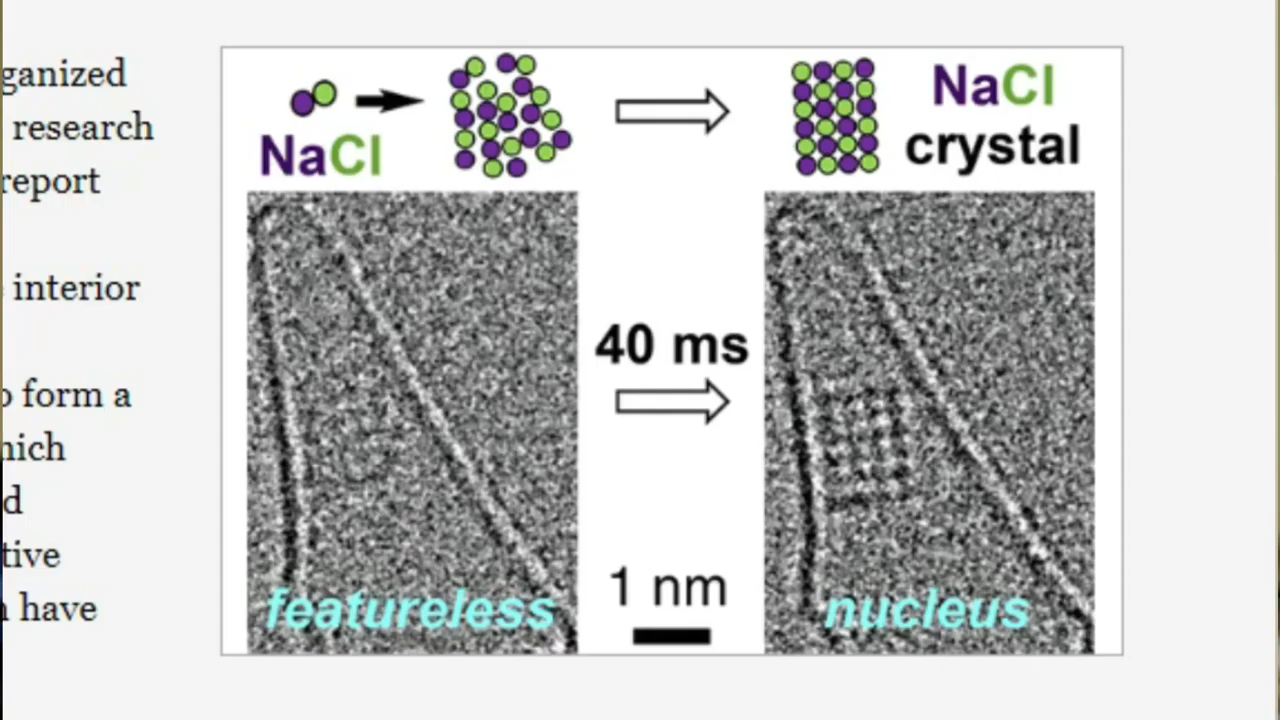 ganized
research
report
interior
o form a
hich
d
tive
have
NaCl
NaCl
crystal
40 ms
1 nm
featureless
nucleus